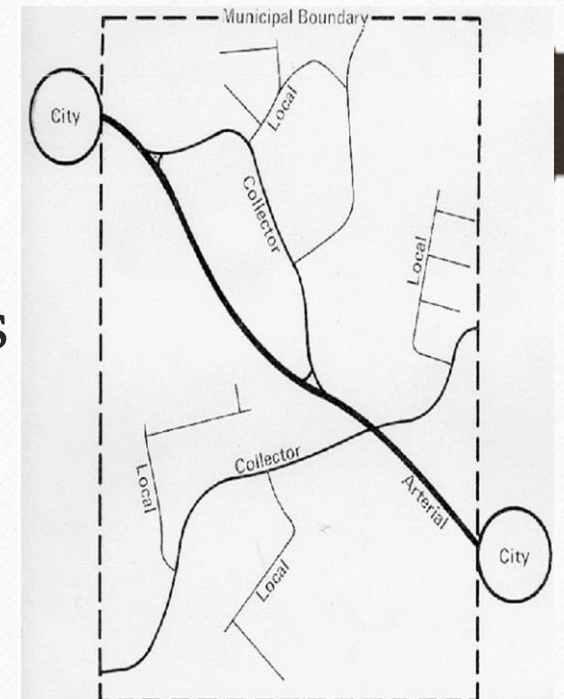 Municipal Boundary
City
Local
Collector
Local
s
Local
Collector
Arterial
Local
City